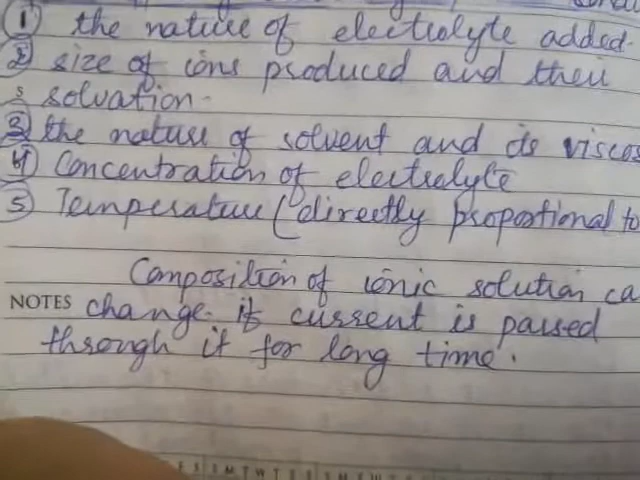 ① the nature of electrolyte added.
② size of ions produced and their
solvation.
③ the nature of solvent and its viscos
④ Concentration of electrolyte
⑤ Temperature (directly proportional to
Composition of ionic solution ca
NOTES change if current is passed
through it for long time.